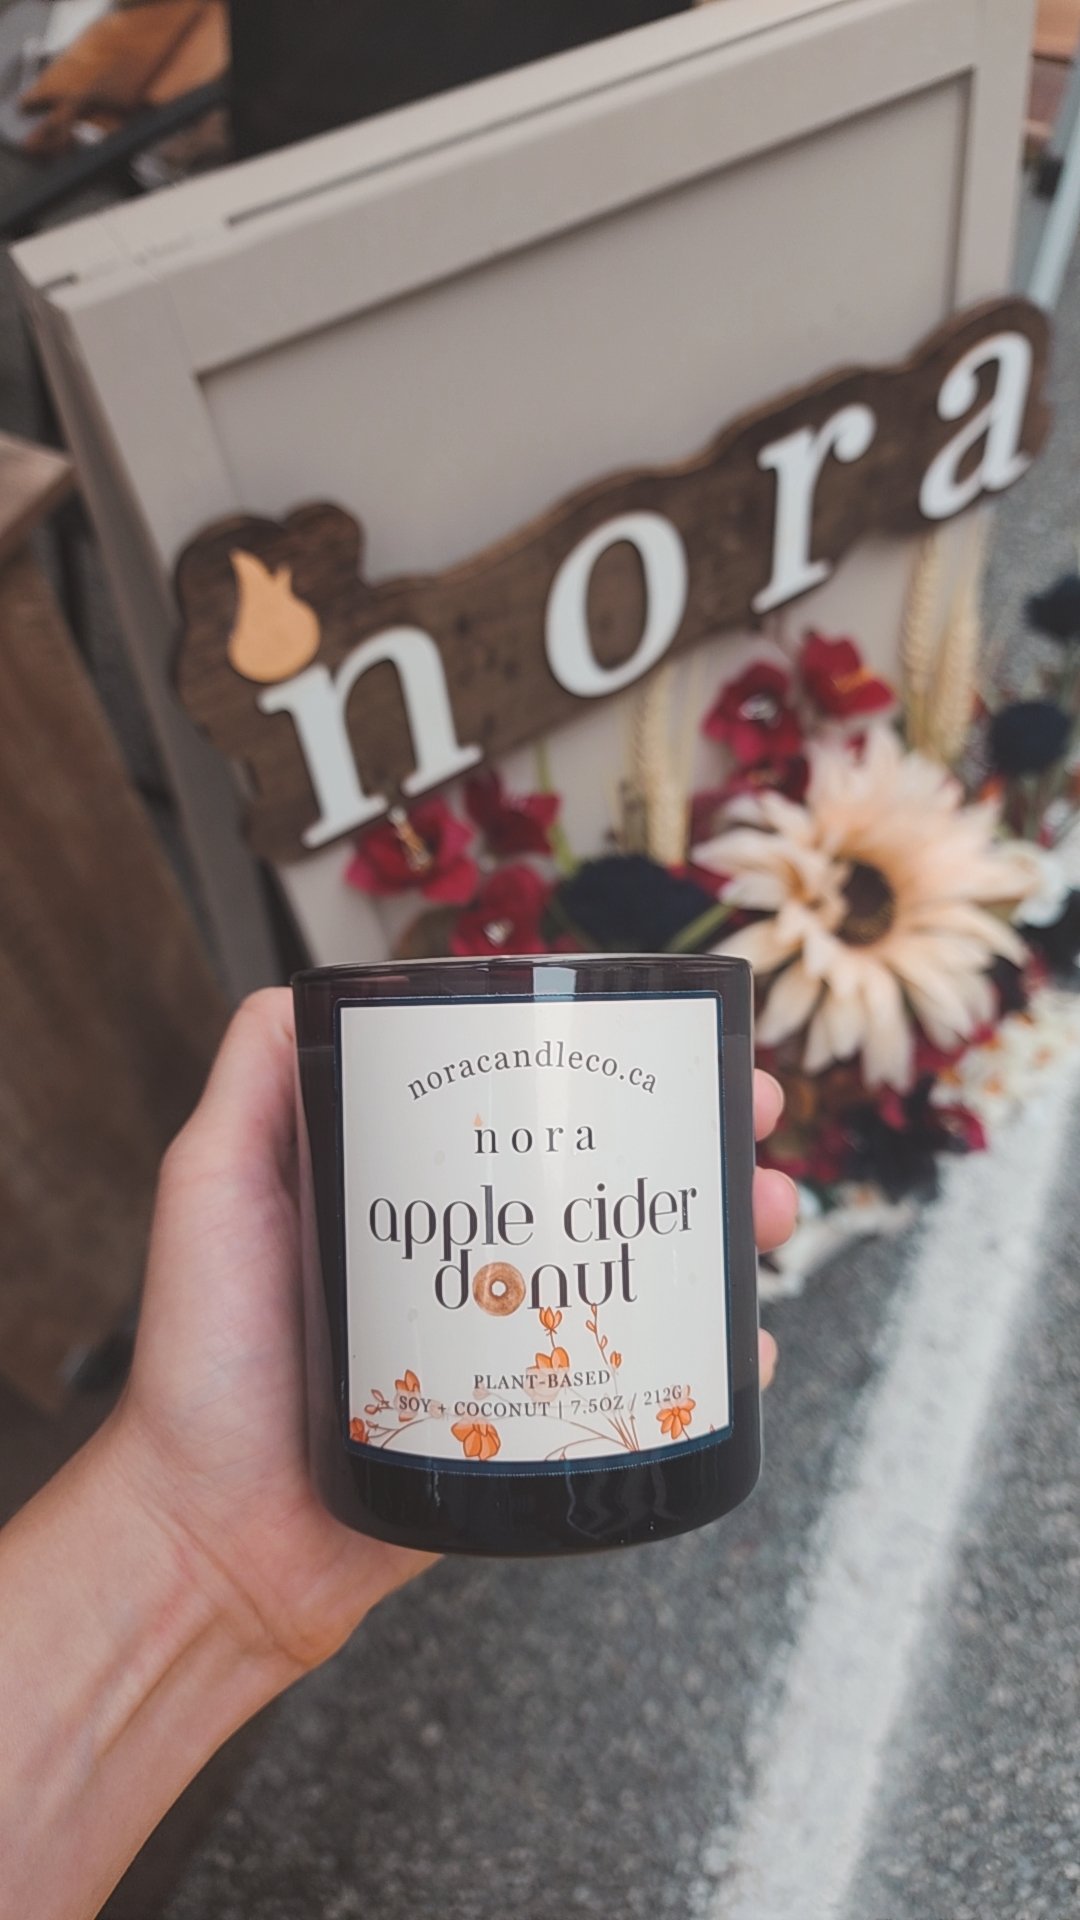 nora
noracandleco.ca
nora
apple cider
donut
PLANT-BASED
SOY + COCONUT | 7.5OZ / 212G